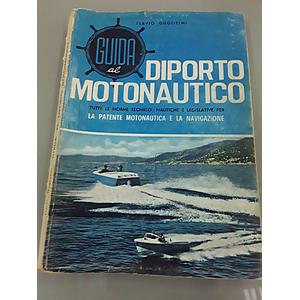 FLAVIO GUGLIELMI
GUIDA
al
DIPORTO
MOTONAUTICO
TUTTE LE NORME TECNICO-NAUTICHE E LEGISLATIVE PER
LA PATENTE MOTONAUTICA E LA NAVIGAZIONE